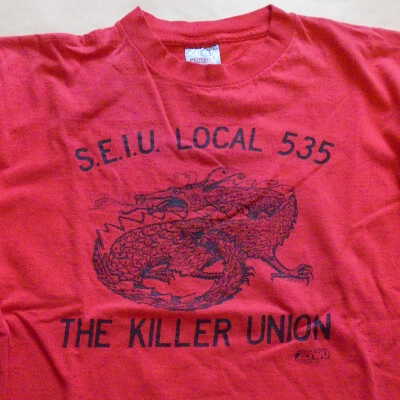 S.E.I.U. LOCAL 535
THE KILLER UNION